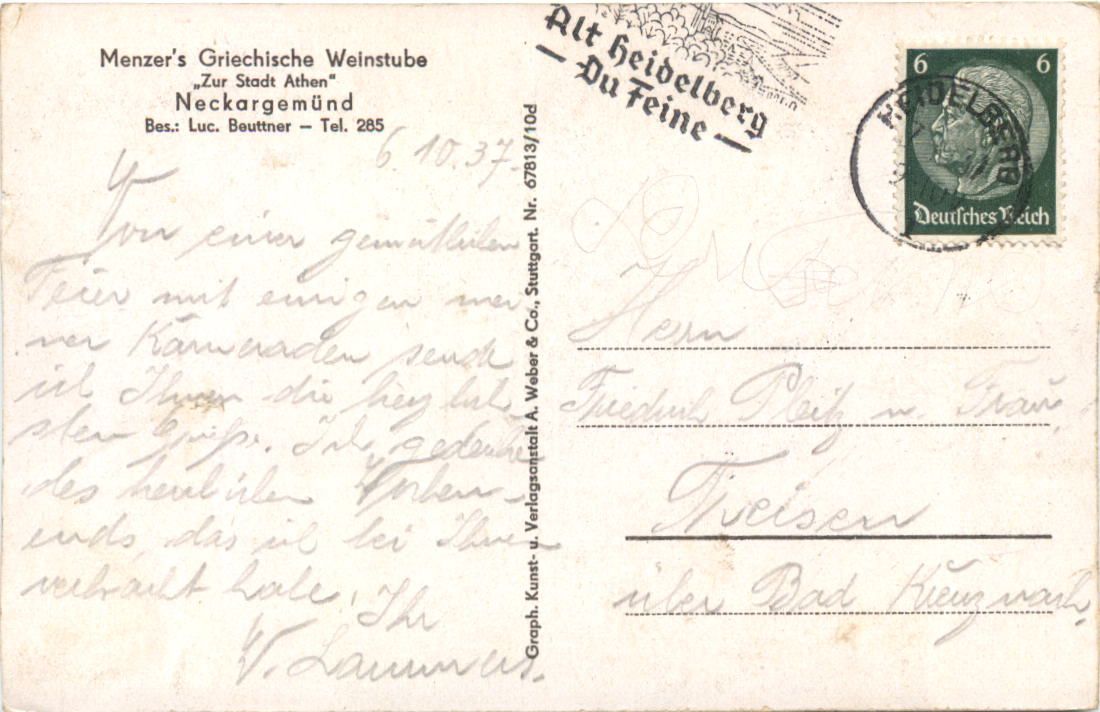 Menzer's Griechische Weinstube
„Zur Stadt Athen"
Neckargemünd
Bes.: Luc. Beuttner — Tel. 285
6 10. 37.
Von einer gemütlichen
Feier mit einigen mei
ner Kameraden sende
ich Ihnen die herzlich
sten Grüße. Ich gedenke
des herrlichen Wochen-
ends, das ich bei Ihnen
verbracht habe.
Ihr
W. Lammers.
Graph. Kunst- u. Verlagsanstalt A. Weber & Co., Stuttgart. Nr. 67813/10d
Alt Heidelberg
— Du Feine —
HEIDELBERG
6 6
Deutsches Reich
Herrn
Friedrich Pleitz u. Frau
Treisen
über Bad Kreuznach